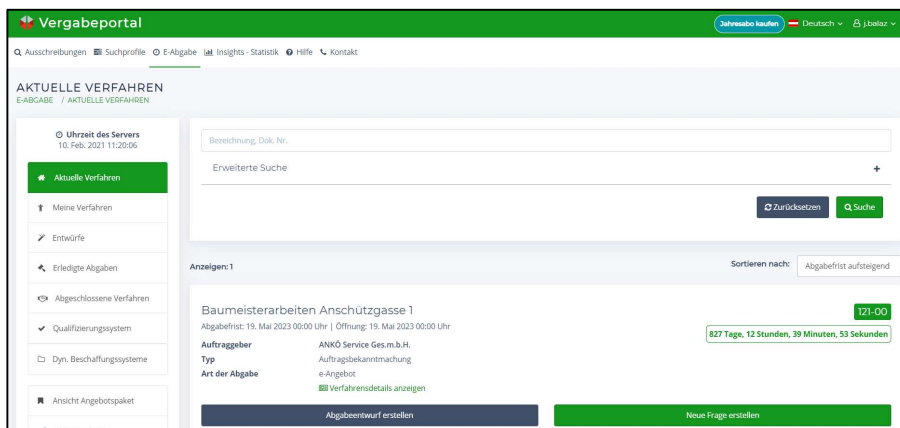 Vergabeportal
Jahresabo kaufen Deutsch j.balaz
Ausschreibungen Suchprofile E-Abgabe Insights - Statistik Hilfe Kontakt
AKTUELLE VERFAHREN
E-ABGABE / AKTUELLE VERFAHREN
Uhrzeit des Servers
10. Feb. 2021 11:20:06
Aktuelle Verfahren
Meine Verfahren
Entwürfe
Erledigte Abgaben
Abgeschlossene Verfahren
Qualifizierungssystem
Dyn. Beschaffungssysteme
Ansicht Angebotspaket
Bezeichnung, Dok. Nr.
Erweiterte Suche +
Zurücksetzen Suche
Anzeigen: 1 Sortieren nach: Abgabefrist aufsteigend
Baumeisterarbeiten Anschützgasse 1 121-00
Abgabefrist: 19. Mai 2023 00:00 Uhr | Öffnung: 19. Mai 2023 00:00 Uhr
827 Tage, 12 Stunden, 39 Minuten, 53 Sekunden
Auftraggeber ANKÖ Service Ges.m.b.H.
Typ Auftragsbekanntmachung
Art der Abgabe e-Angebot
Verfahrensdetails anzeigen
Abgabeentwurf erstellen Neue Frage erstellen